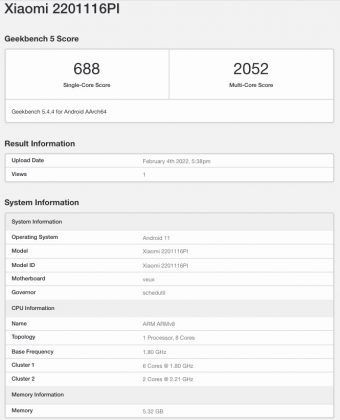 Xiaomi 2201116PI
Geekbench 5 Score
688 2052
Single-Core Score Multi-Core Score
Geekbench 5.4.4 for Android AArch64
Result Information
Upload Date February 4th 2022, 5:38pm
Views 1
System Information
System Information
Operating System Android 11
Model Xiaomi 2201116PI
Model ID Xiaomi 2201116PI
Motherboard veux
Governor schedutil
CPU Information
Name ARM ARMv8
Topology 1 Processor, 8 Cores
Base Frequency 1.80 GHz
Cluster 1 6 Cores @ 1.80 GHz
Cluster 2 2 Cores @ 2.21 GHz
Memory Information
Memory 5.32 GB